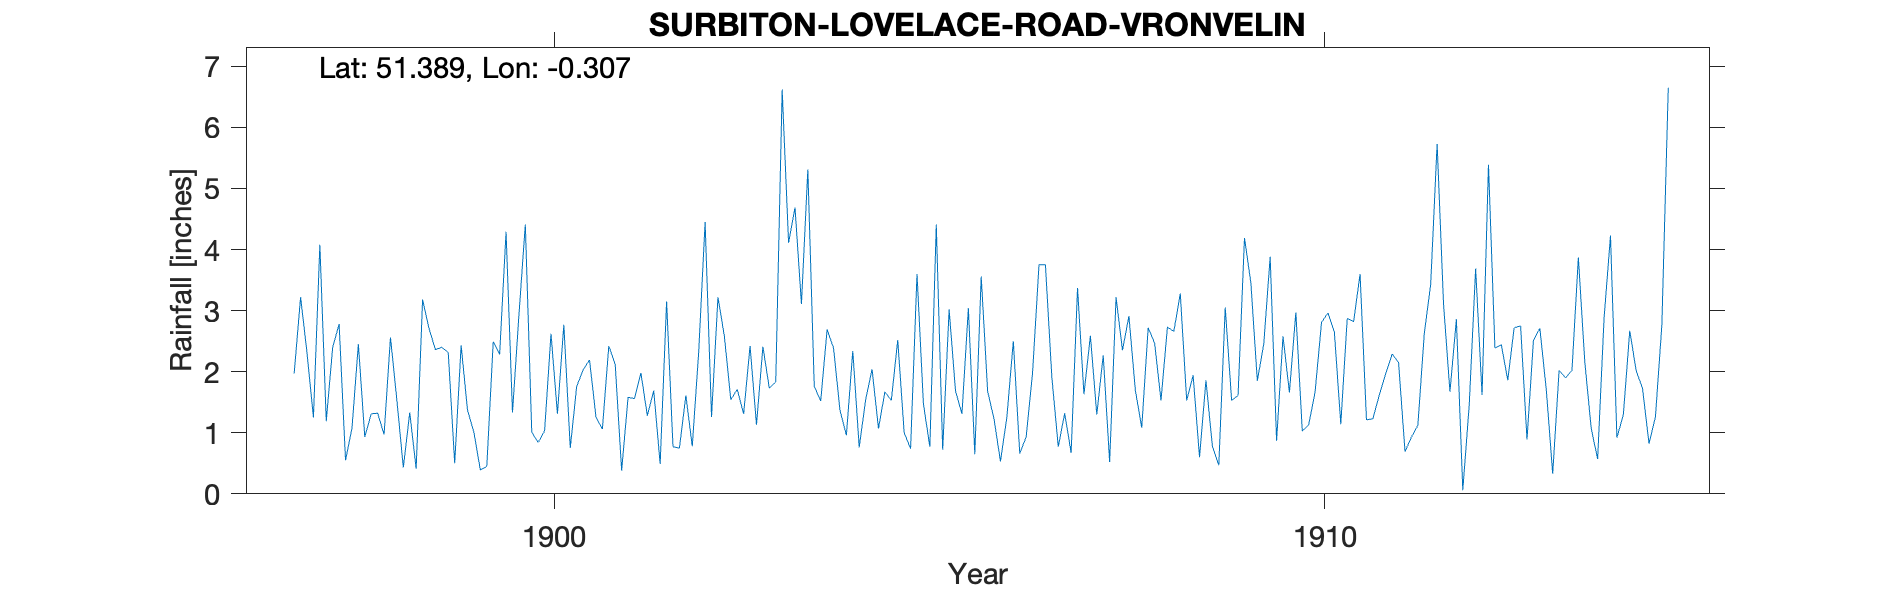 SURBITON-LOVELACE-ROAD-VRONVELIN
Lat: 51.389, Lon: -0.307
7
6
5
4
3
2
1
0
Rainfall [inches]
1900 1910
Year